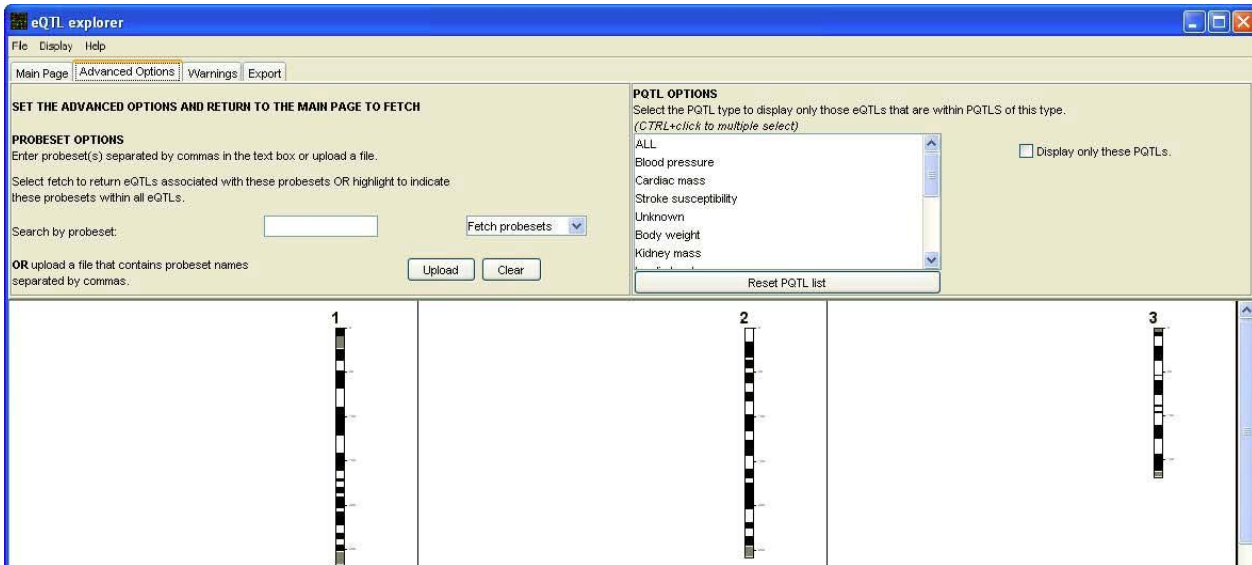 eQTL explorer
File Display Help
Main Page Advanced Options Warnings Export
SET THE ADVANCED OPTIONS AND RETURN TO THE MAIN PAGE TO FETCH
PROBESET OPTIONS
Enter probeset(s) separated by commas in the text box or upload a file.
Select fetch to return eQTLs associated with these probesets OR highlight to indicate
these probesets within all eQTLs.
Search by probeset:
Fetch probesets
OR upload a file that contains probeset names
separated by commas.
Upload Clear
PQTL OPTIONS
Select the PQTL type to display only those eQTLs that are within PQTLS of this type.
(CTRL+click to multiple select)
ALL
Blood pressure
Cardiac mass
Stroke susceptibility
Unknown
Body weight
Kidney mass
Display only these PQTLs.
Reset PQTL list
1
2
3